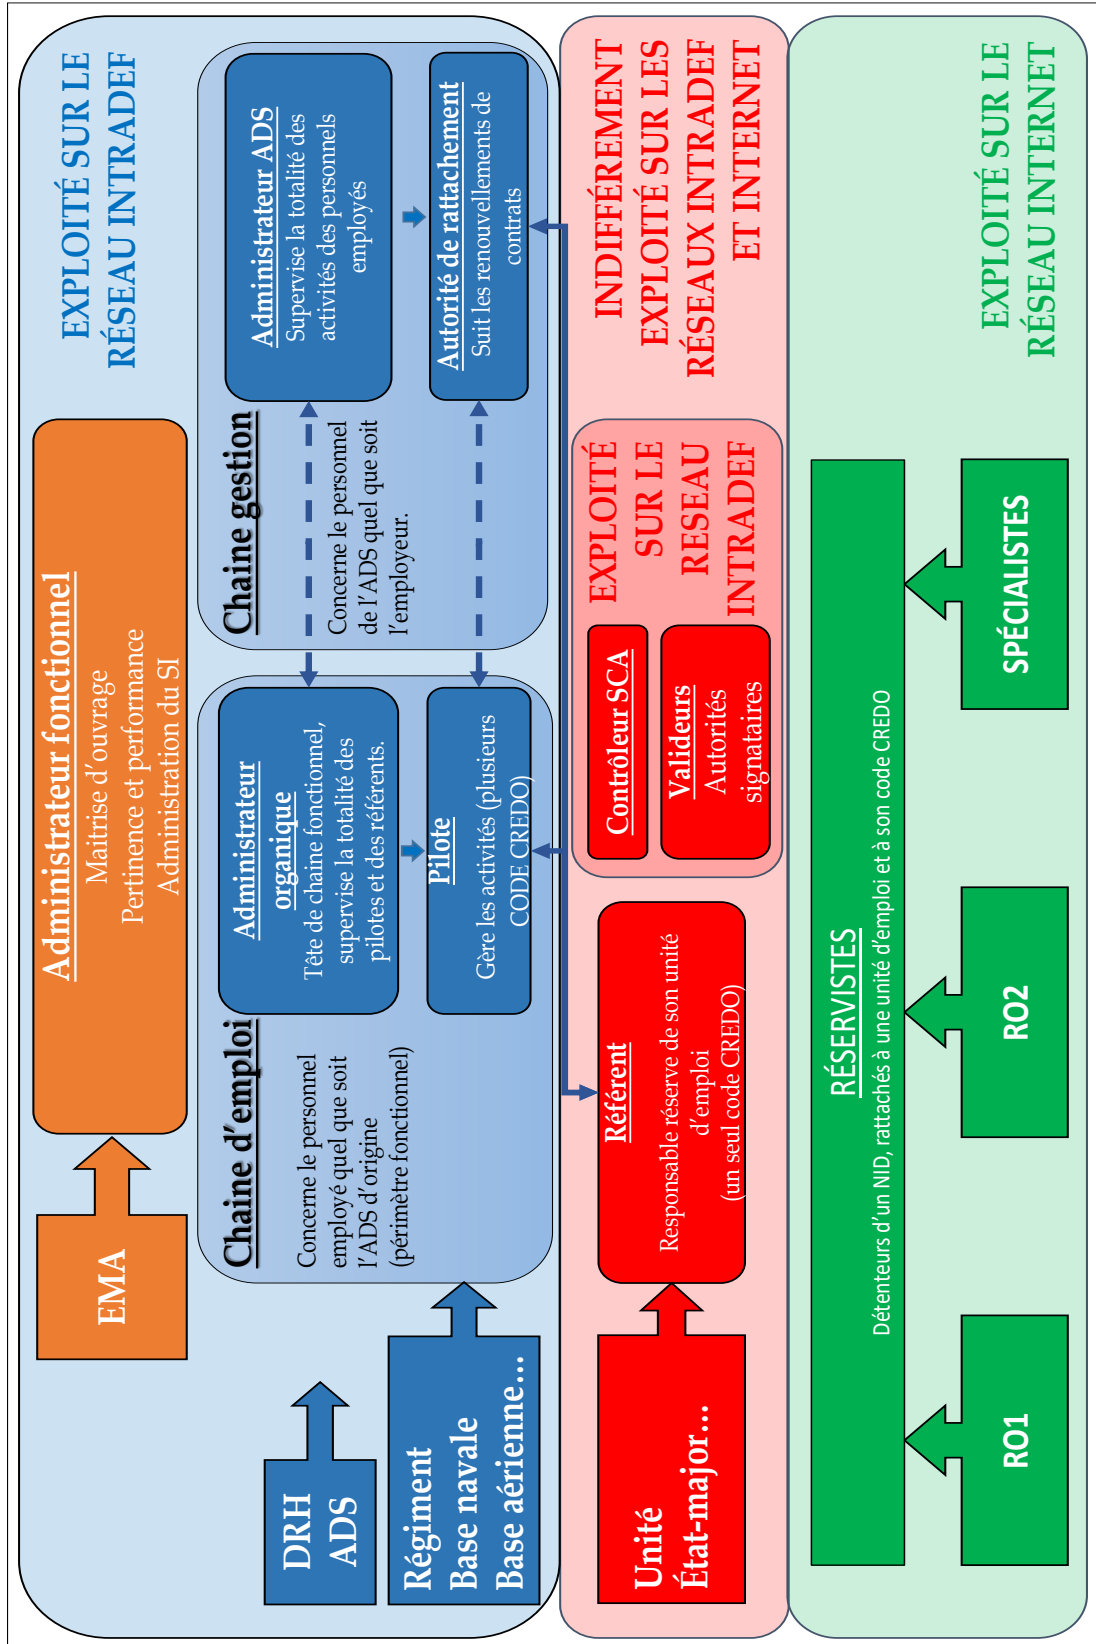 EMA
Administrateur fonctionnel
Maitrise d'ouvrage
Pertinence et performance
Administration du SI
EXPLOITÉ SUR LE
RÉSEAU INTRADEF
DRH
ADS
Régiment
Base navale
Base aérienne…
Chaine d'emploi
Concerne le personnel
employé quel que soit
l'ADS d'origine
(périmètre fonctionnel)
Administrateur
organique
Tête de chaine fonctionnel,
supervise la totalité des
pilotes et des référents.
Pilote
Gère les activités (plusieurs
CODE CREDO)
Chaine gestion
Concerne le personnel
de l'ADS quel que soit
l'employeur.
Administrateur ADS
Supervise la totalité des
activités des personnels
employés
Autorité de rattachement
Suit les renouvellements de
contrats
Unité
État-major…
Référent
Responsable réserve de son unité
d'emploi
(un seul code CREDO)
Contrôleur SCA
Valideurs
Autorités
signataires
EXPLOITÉ
SUR LE
RESEAU
INTRADEF
INDIFFÉREMENT
EXPLOITÉ SUR LES
RÉSEAUX INTRADEF
ET INTERNET
RÉSERVISTES
Détenteurs d'un NID, rattachés à une unité d'emploi et à son code CREDO
RO1
RO2
SPÉCIALISTES
EXPLOITÉ SUR LE
RÉSEAU INTERNET